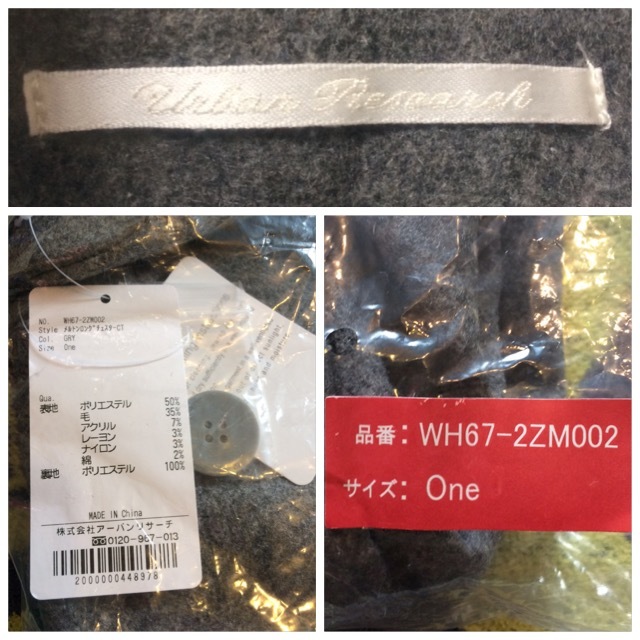 Urban Research
NO. WH67-2ZM002
Style ﾒﾙﾄﾝﾛﾝｸﾞﾁｪｽﾀｰCT
Col. GRY
Size One
Qua.
表地 ポリエステル 50%
毛 35%
アクリル 7%
レーヨン 3%
ナイロン 3%
綿 2%
裏地 ポリエステル 100%
MADE IN China
株式会社アーバンリサーチ
0120-967-013
2000000448978
品番: WH67-2ZM002
サイズ: One